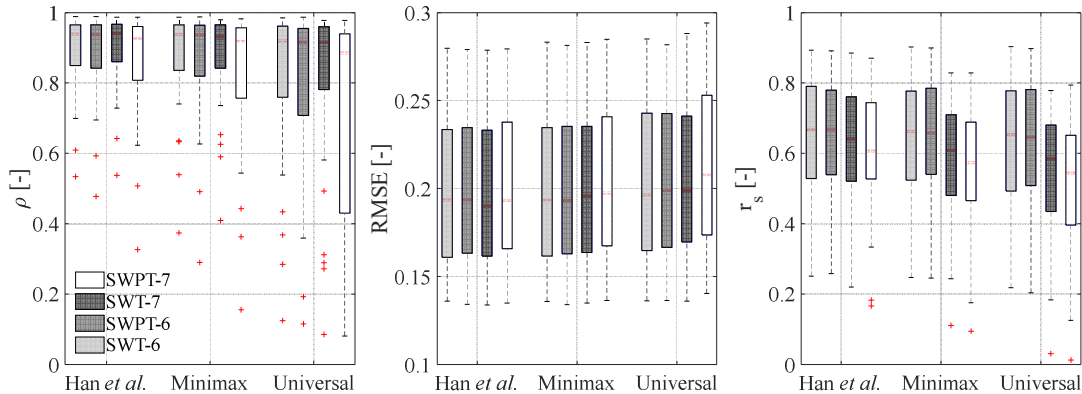 ρ [-]
1
0.8
0.6
0.4
0.2
0
SWPT-7
SWT-7
SWPT-6
SWT-6
Han et al. Minimax Universal
RMSE [-]
0.3
0.25
0.2
0.15
0.1
Han et al. Minimax Universal
rs [-]
1
0.8
0.6
0.4
0.2
0
Han et al. Minimax Universal